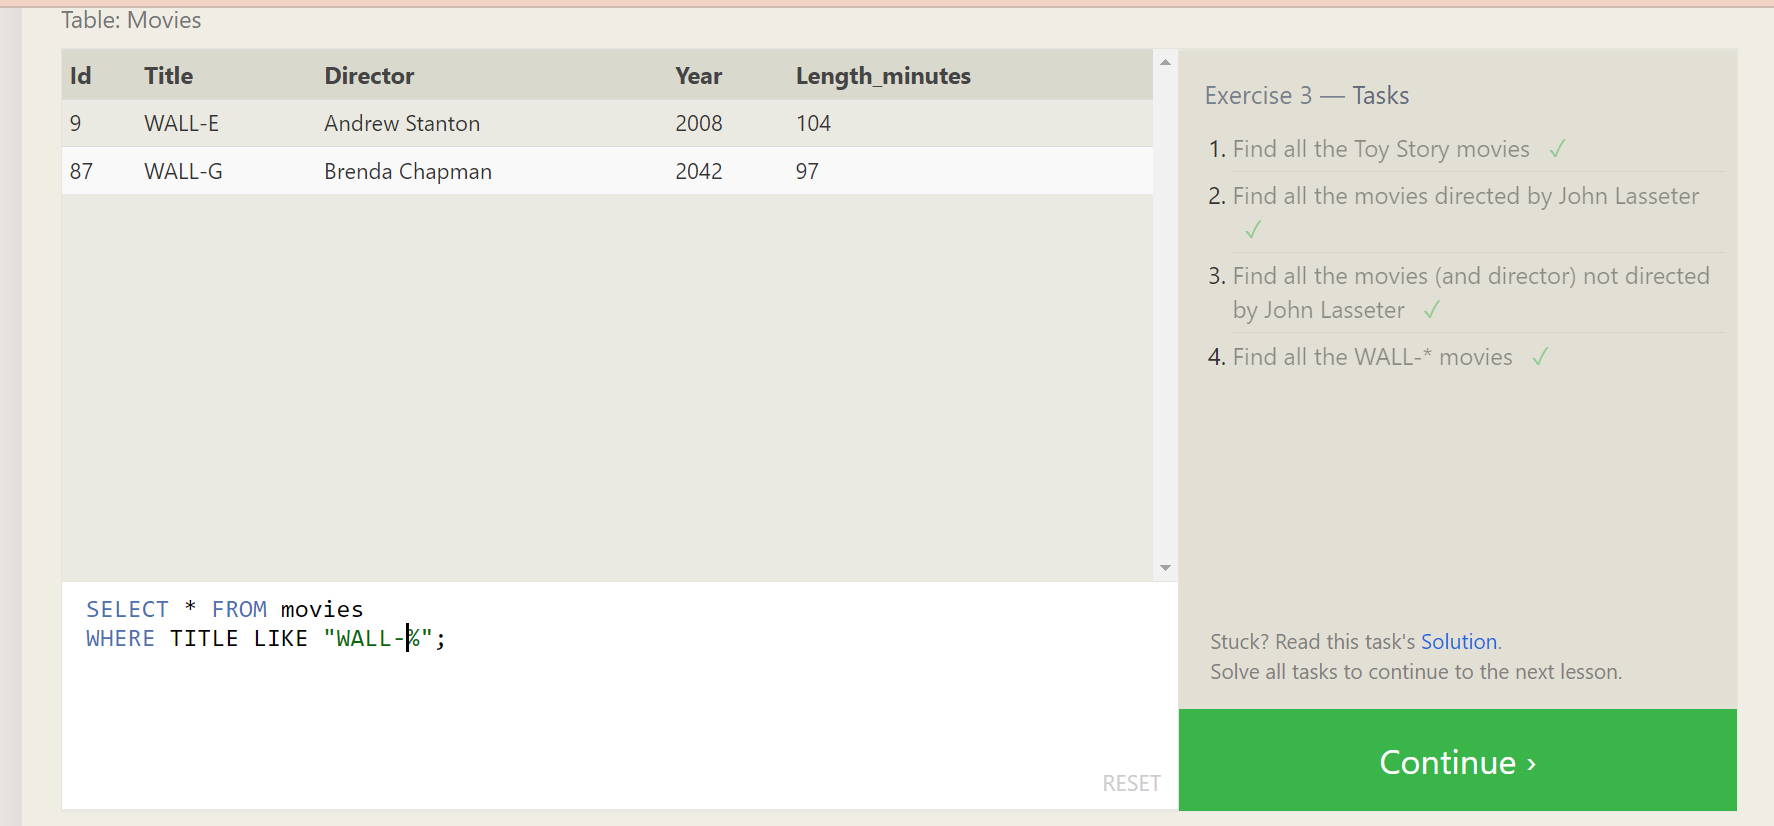 Table: Movies
Id Title Director Year Length_minutes
9 WALL-E Andrew Stanton 2008 104
87 WALL-G Brenda Chapman 2042 97
SELECT * FROM movies
WHERE TITLE LIKE "WALL-%";
RESET
Exercise 3 — Tasks
1. Find all the Toy Story movies ✓
2. Find all the movies directed by John Lasseter
✓
3. Find all the movies (and director) not directed
by John Lasseter ✓
4. Find all the WALL-* movies ✓
Stuck? Read this task's Solution.
Solve all tasks to continue to the next lesson.
Continue ›